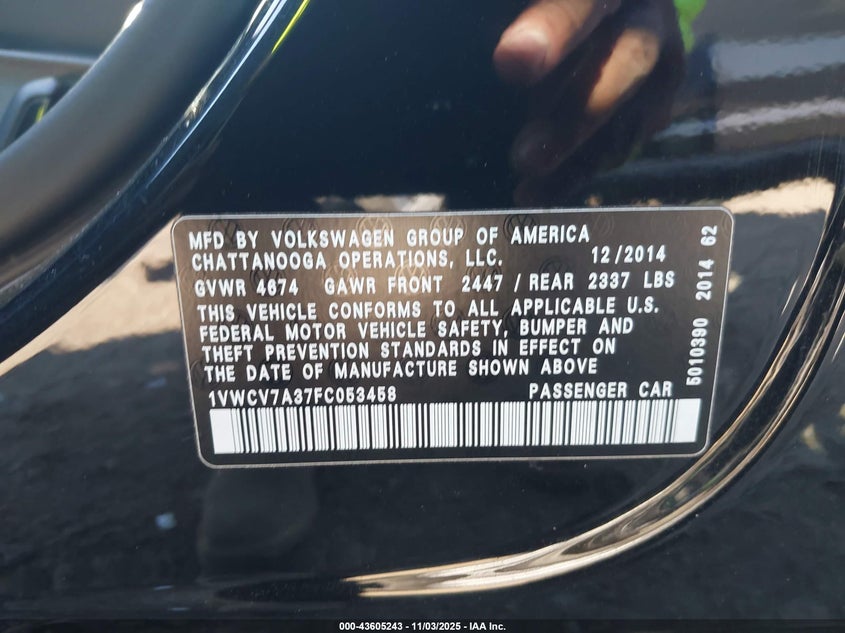 MFD BY VOLKSWAGEN GROUP OF AMERICA
CHATTANOOGA OPERATIONS, LLC. 12/2014
GVWR 4674 GAWR FRONT 2447 / REAR 2337 LBS
THIS VEHICLE CONFORMS TO ALL APPLICABLE U.S.
FEDERAL MOTOR VEHICLE SAFETY, BUMPER AND
THEFT PREVENTION STANDARDS IN EFFECT ON
THE DATE OF MANUFACTURE SHOWN ABOVE
1VWCV7A37FC053458 PASSENGER CAR
5010390 2014 62
000-43605243 | 11/03/2025 - IAA Inc.